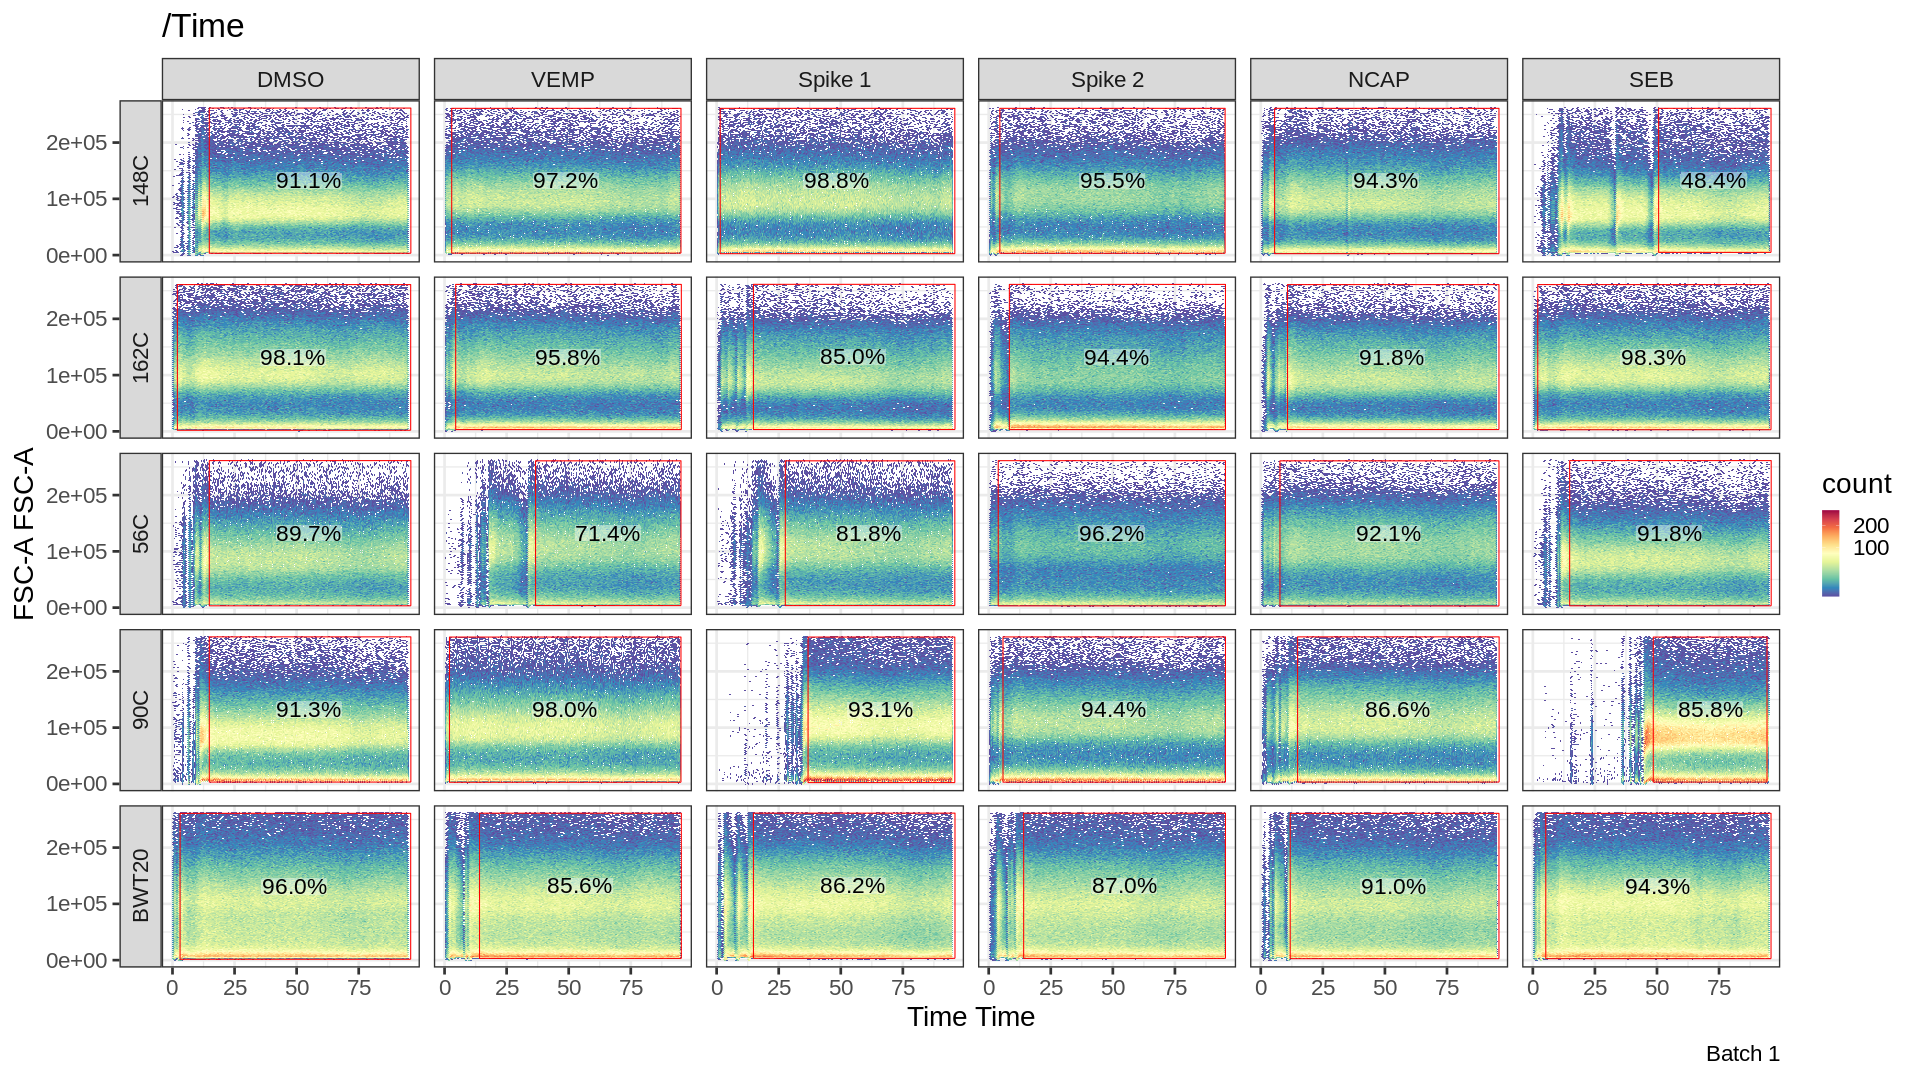 /Time
DMSO VEMP Spike 1 Spike 2 NCAP SEB
2e+05
1e+05
0e+00
148C
91.1% 97.2% 98.8% 95.5% 94.3% 48.4%
2e+05
1e+05
0e+00
162C
98.1% 95.8% 85.0% 94.4% 91.8% 98.3%
2e+05
1e+05
0e+00
56C
89.7% 71.4% 81.8% 96.2% 92.1% 91.8%
2e+05
1e+05
0e+00
90C
91.3% 98.0% 93.1% 94.4% 86.6% 85.8%
2e+05
1e+05
0e+00
BWT20
96.0% 85.6% 86.2% 87.0% 91.0% 94.3%
0 25 50 75 0 25 50 75 0 25 50 75 0 25 50 75 0 25 50 75 0 25 50 75
Time Time
FSC-A FSC-A
count
200
100
Batch 1